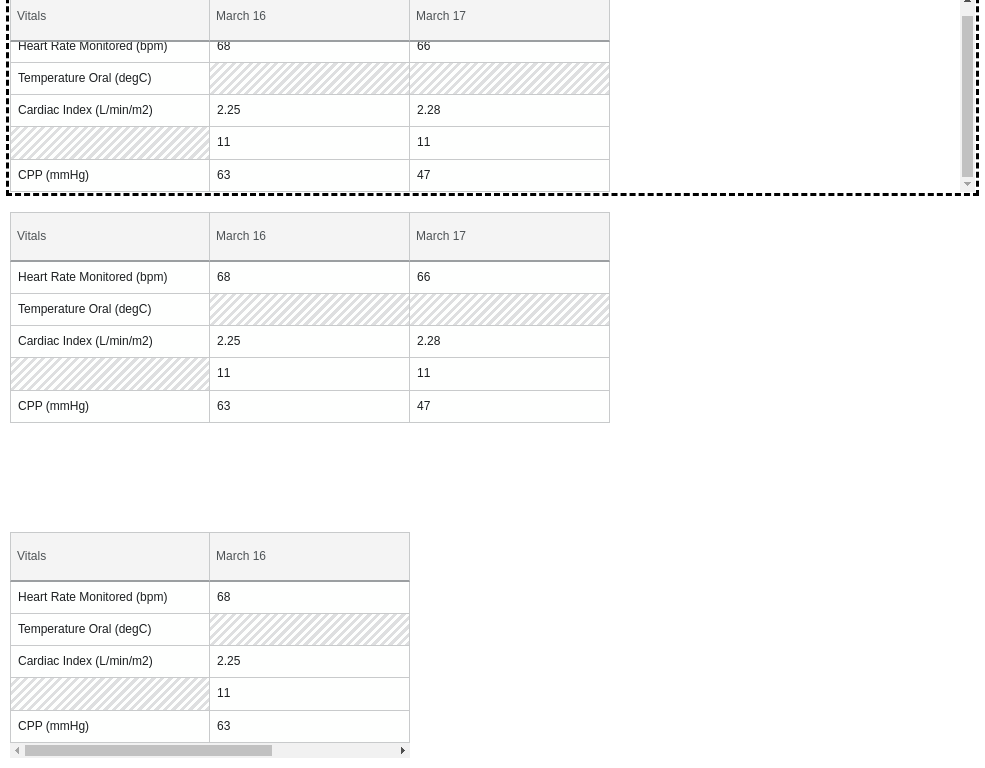 Vitals March 16 March 17
Heart Rate Monitored (bpm) 68 66
Temperature Oral (degC)
Cardiac Index (L/min/m2) 2.25 2.28
11 11
CPP (mmHg) 63 47
Vitals March 16 March 17
Heart Rate Monitored (bpm) 68 66
Temperature Oral (degC)
Cardiac Index (L/min/m2) 2.25 2.28
11 11
CPP (mmHg) 63 47
Vitals March 16
Heart Rate Monitored (bpm) 68
Temperature Oral (degC)
Cardiac Index (L/min/m2) 2.25
11
CPP (mmHg) 63